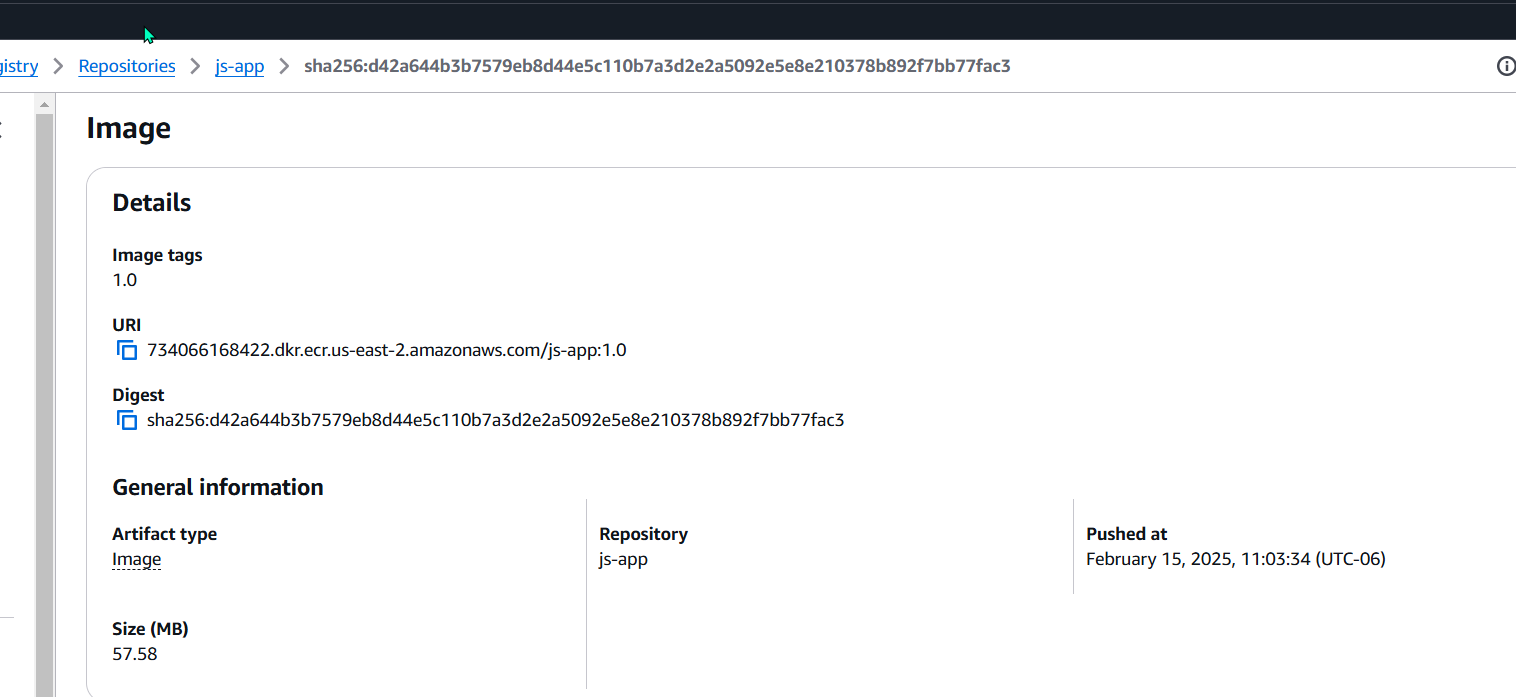 gistry > Repositories > js-app > sha256:d42a644b3b7579eb8d44e5c110b7a3d2e2a5092e5e8e210378b892f7bb77fac3
Image
Details
Image tags
1.0
URI
734066168422.dkr.ecr.us-east-2.amazonaws.com/js-app:1.0
Digest
sha256:d42a644b3b7579eb8d44e5c110b7a3d2e2a5092e5e8e210378b892f7bb77fac3
General information
Artifact type
Image
Repository
js-app
Pushed at
February 15, 2025, 11:03:34 (UTC-06)
Size (MB)
57.58